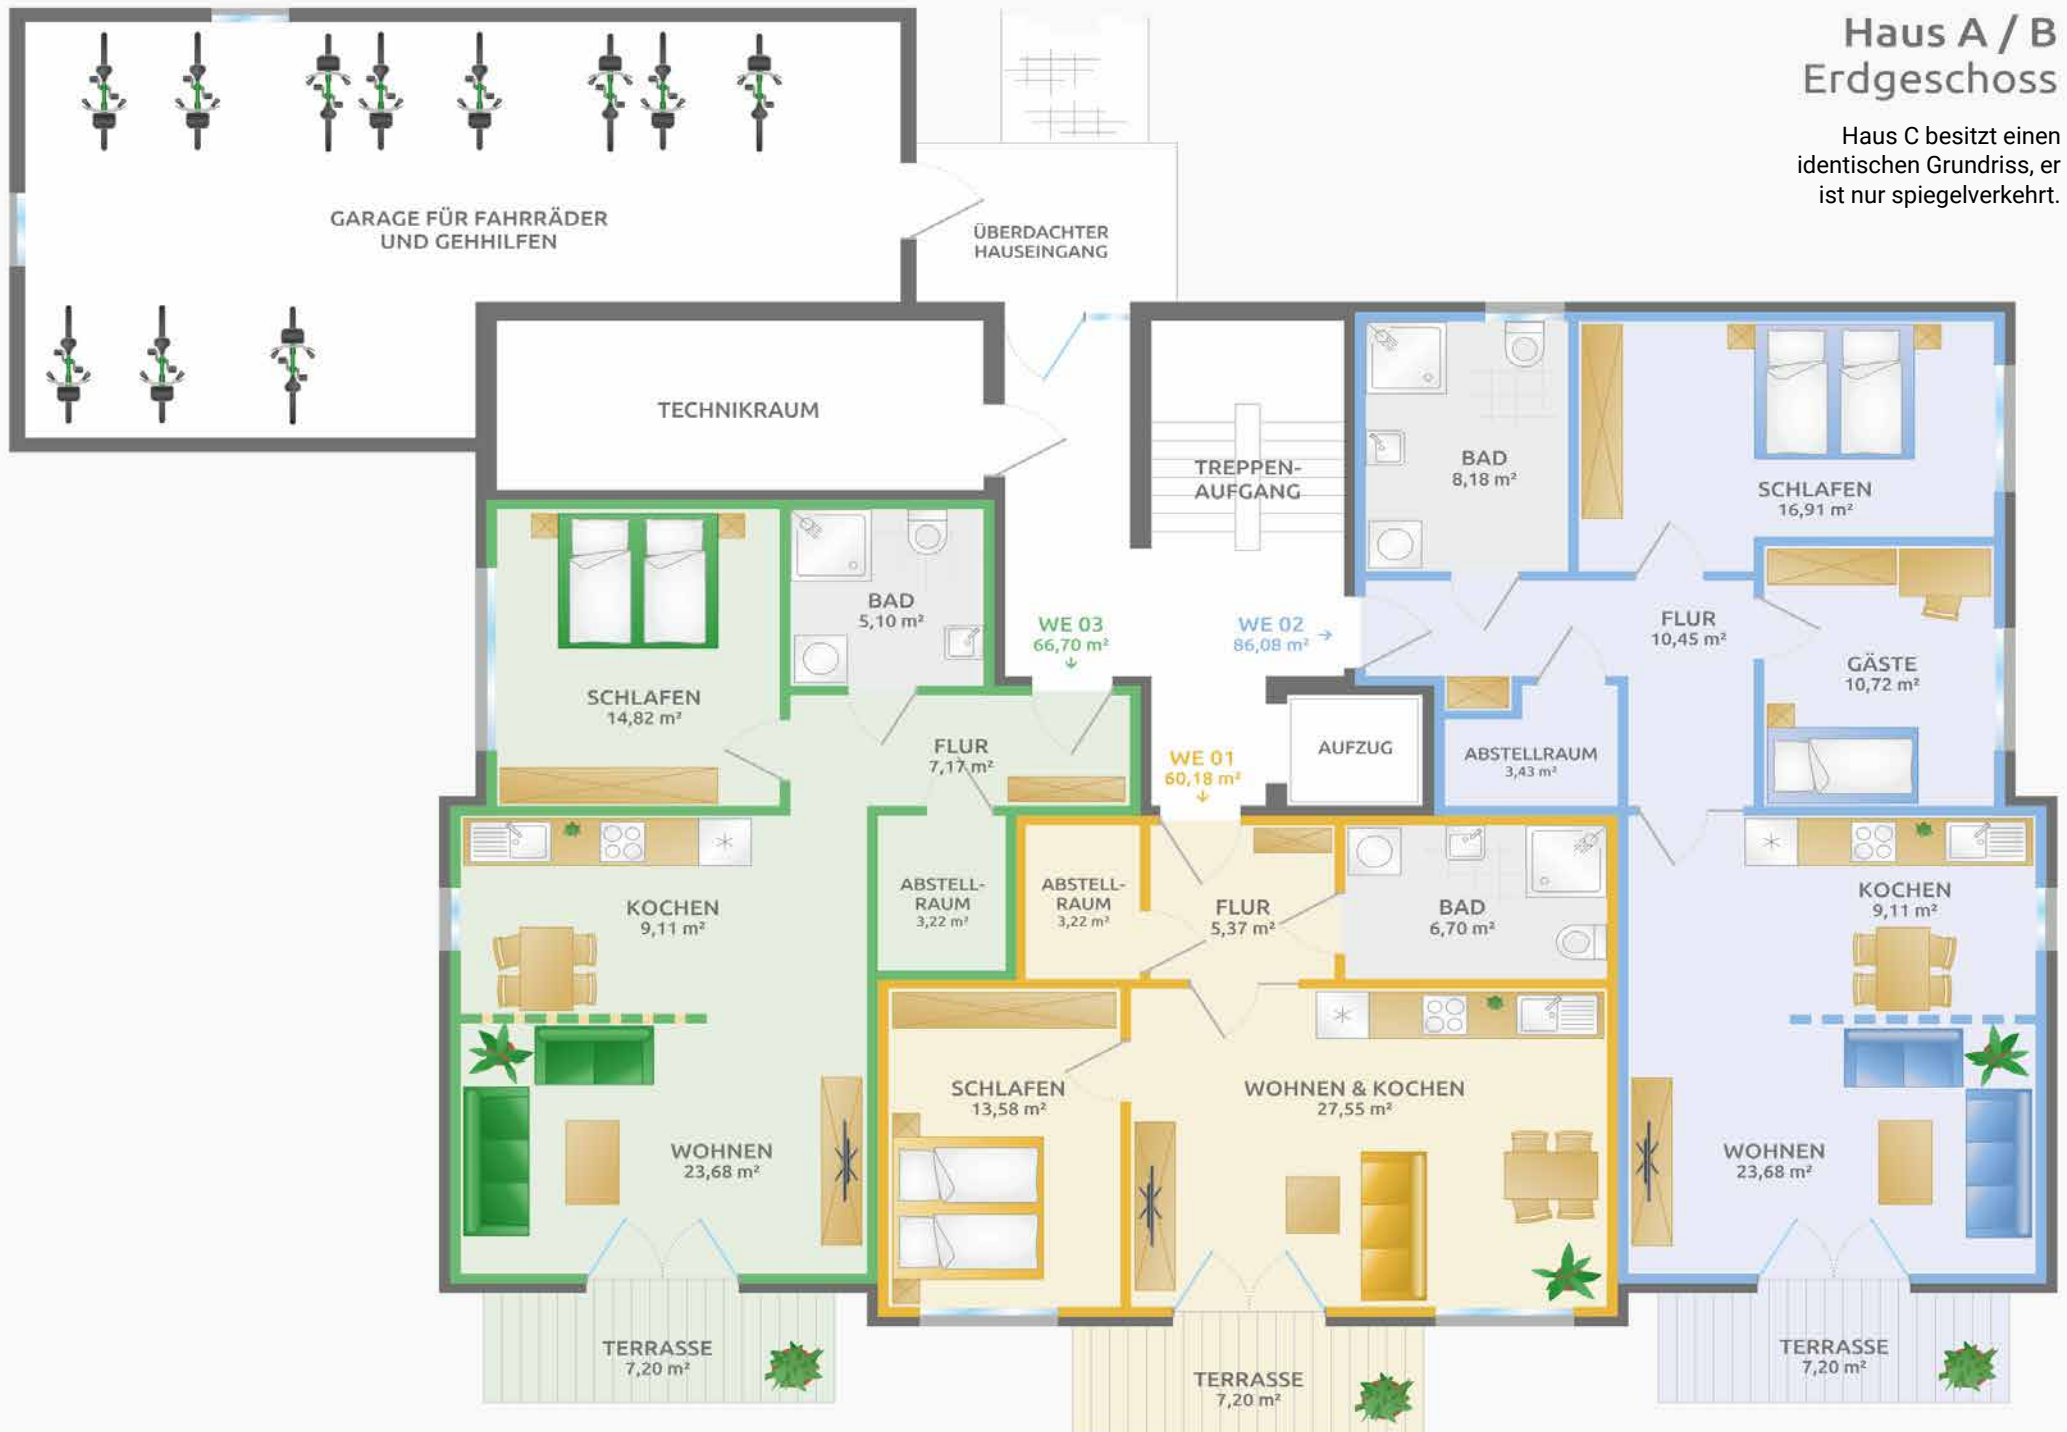 Haus A / B
Erdgeschoss
Haus C besitzt einen
identischen Grundriss, er
ist nur spiegelverkehrt.
GARAGE FÜR FAHRRÄDER
UND GEHHILFEN
ÜBERDACHTER
HAUSEINGANG
TECHNIKRAUM
TREPPEN-
AUFGANG
BAD
8,18 m²
SCHLAFEN
16,91 m²
BAD
5,10 m²
WE 03
66,70 m²
WE 02
86,08 m²
FLUR
10,45 m²
GÄSTE
10,72 m²
SCHLAFEN
14,82 m²
FLUR
7,17 m²
WE 01
60,18 m²
AUFZUG
ABSTELLRAUM
3,43 m²
KOCHEN
9,11 m²
ABSTELL-
RAUM
3,22 m²
ABSTELL-
RAUM
3,22 m²
FLUR
5,37 m²
BAD
6,70 m²
KOCHEN
9,11 m²
SCHLAFEN
13,58 m²
WOHNEN & KOCHEN
27,55 m²
WOHNEN
23,68 m²
WOHNEN
23,68 m²
TERRASSE
7,20 m²
TERRASSE
7,20 m²
TERRASSE
7,20 m²